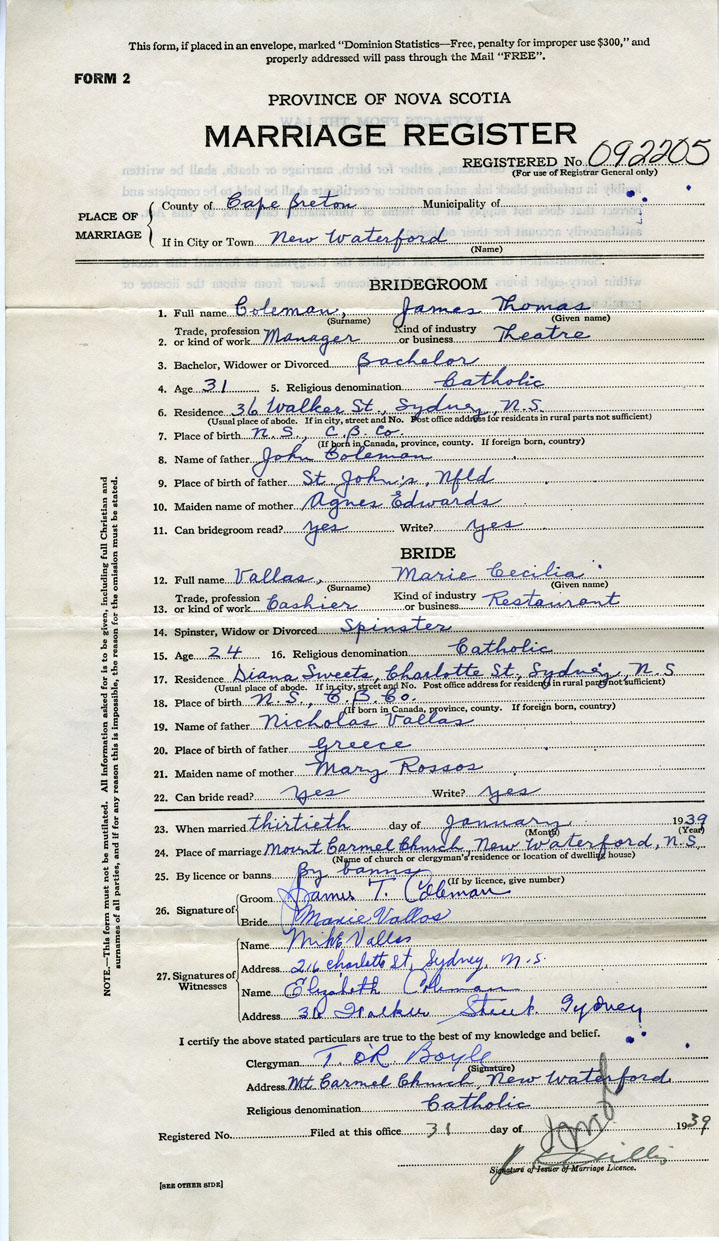 This form, if placed in an envelope, marked "Dominion Statistics—Free, penalty for improper use $300," and
properly addressed will pass through the Mail "FREE".
FORM 2
PROVINCE OF NOVA SCOTIA
MARRIAGE REGISTER
REGISTERED No. 092205
(For use of Registrar General only)
PLACE OF MARRIAGE
County of Cape Breton Municipality of
If in City or Town New Waterford
(Name)
BRIDEGROOM
1. Full name Coleman, James Thomas
(Surname) (Given name)
2. Trade, profession or kind of work Manager Kind of industry or business Theatre
3. Bachelor, Widower or Divorced Bachelor
4. Age 31 5. Religious denomination Catholic
6. Residence 36 Walker St., Sydney, N.S.
(Usual place of abode. If in city, street and No. Post office address for residents in rural parts not sufficient)
7. Place of birth N.S., C.B. Co.
(If born in Canada, province, county. If foreign born, country)
8. Name of father John Coleman
9. Place of birth of father St. John's, Nfld
10. Maiden name of mother Agnes Edwards
11. Can bridegroom read? yes Write? yes
BRIDE
12. Full name Vallas, Marie Cecilia
(Surname) (Given name)
13. Trade, profession or kind of work Cashier Kind of industry or business Restaurant
14. Spinster, Widow or Divorced Spinster
15. Age 24 16. Religious denomination Catholic
17. Residence Diana Sweets, Charlotte St., Sydney, N.S
(Usual place of abode. If in city, street and No. Post office address for residents in rural parts not sufficient)
18. Place of birth N.S., C.B. Co.
(If born in Canada, province, county. If foreign born, country)
19. Name of father Nicholas Vallas
20. Place of birth of father Greece
21. Maiden name of mother Mary Rossos
22. Can bride read? yes Write? yes
23. When married thirtieth day of January 1939
(Month) (Year)
24. Place of marriage Mount Carmel Church, New Waterford, N.S.
(Name of church or clergyman's residence or location of dwelling house)
25. By licence or banns By banns
(If by licence, give number)
26. Signature of
Groom James T. Coleman
Bride Marie Vallas
27. Signatures of Witnesses
Name Mike Vallas
Address 216 Charlotte St, Sydney, N.S.
Name Elizabeth Coleman
Address 36 Walker Street Sydney
I certify the above stated particulars are true to the best of my knowledge and belief.
Clergyman T. O'R Boyle
(Signature)
Address Mt Carmel Church, New Waterford
Religious denomination Catholic
Registered No. Filed at this office 31 day of Jany 1939
Signature of Issuer of Marriage Licence.
[SEE OTHER SIDE]
NOTE.—This form must not be mutilated. All information asked for is to be given, including full Christian and
surnames of all parties, and if for any reason this is impossible, the reason for the omission must be stated.